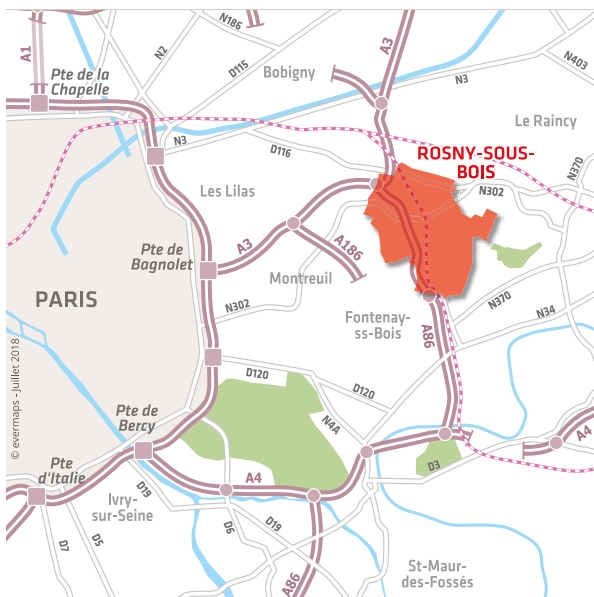 N186
A3
A1
N2
D115
Bobigny
N403
Pte de la
Chapelle
N3
Le Raincy
N3
D116
ROSNY-SOUS-
BOIS
N370
Les Lilas
N302
Pte de
Bagnolet
A3
A186
Montreuil
PARIS
N302
N370
N34
Fontenay-
ss-Bois
A86
© evermaps - Juillet 2018
D120
D120
Pte de
Bercy
N4A
A4
Pte
d'Italie
D3
A4
D19
Ivry-
sur-Seine
D6
D19
D7
D5
A86
St-Maur-
des-Fossés